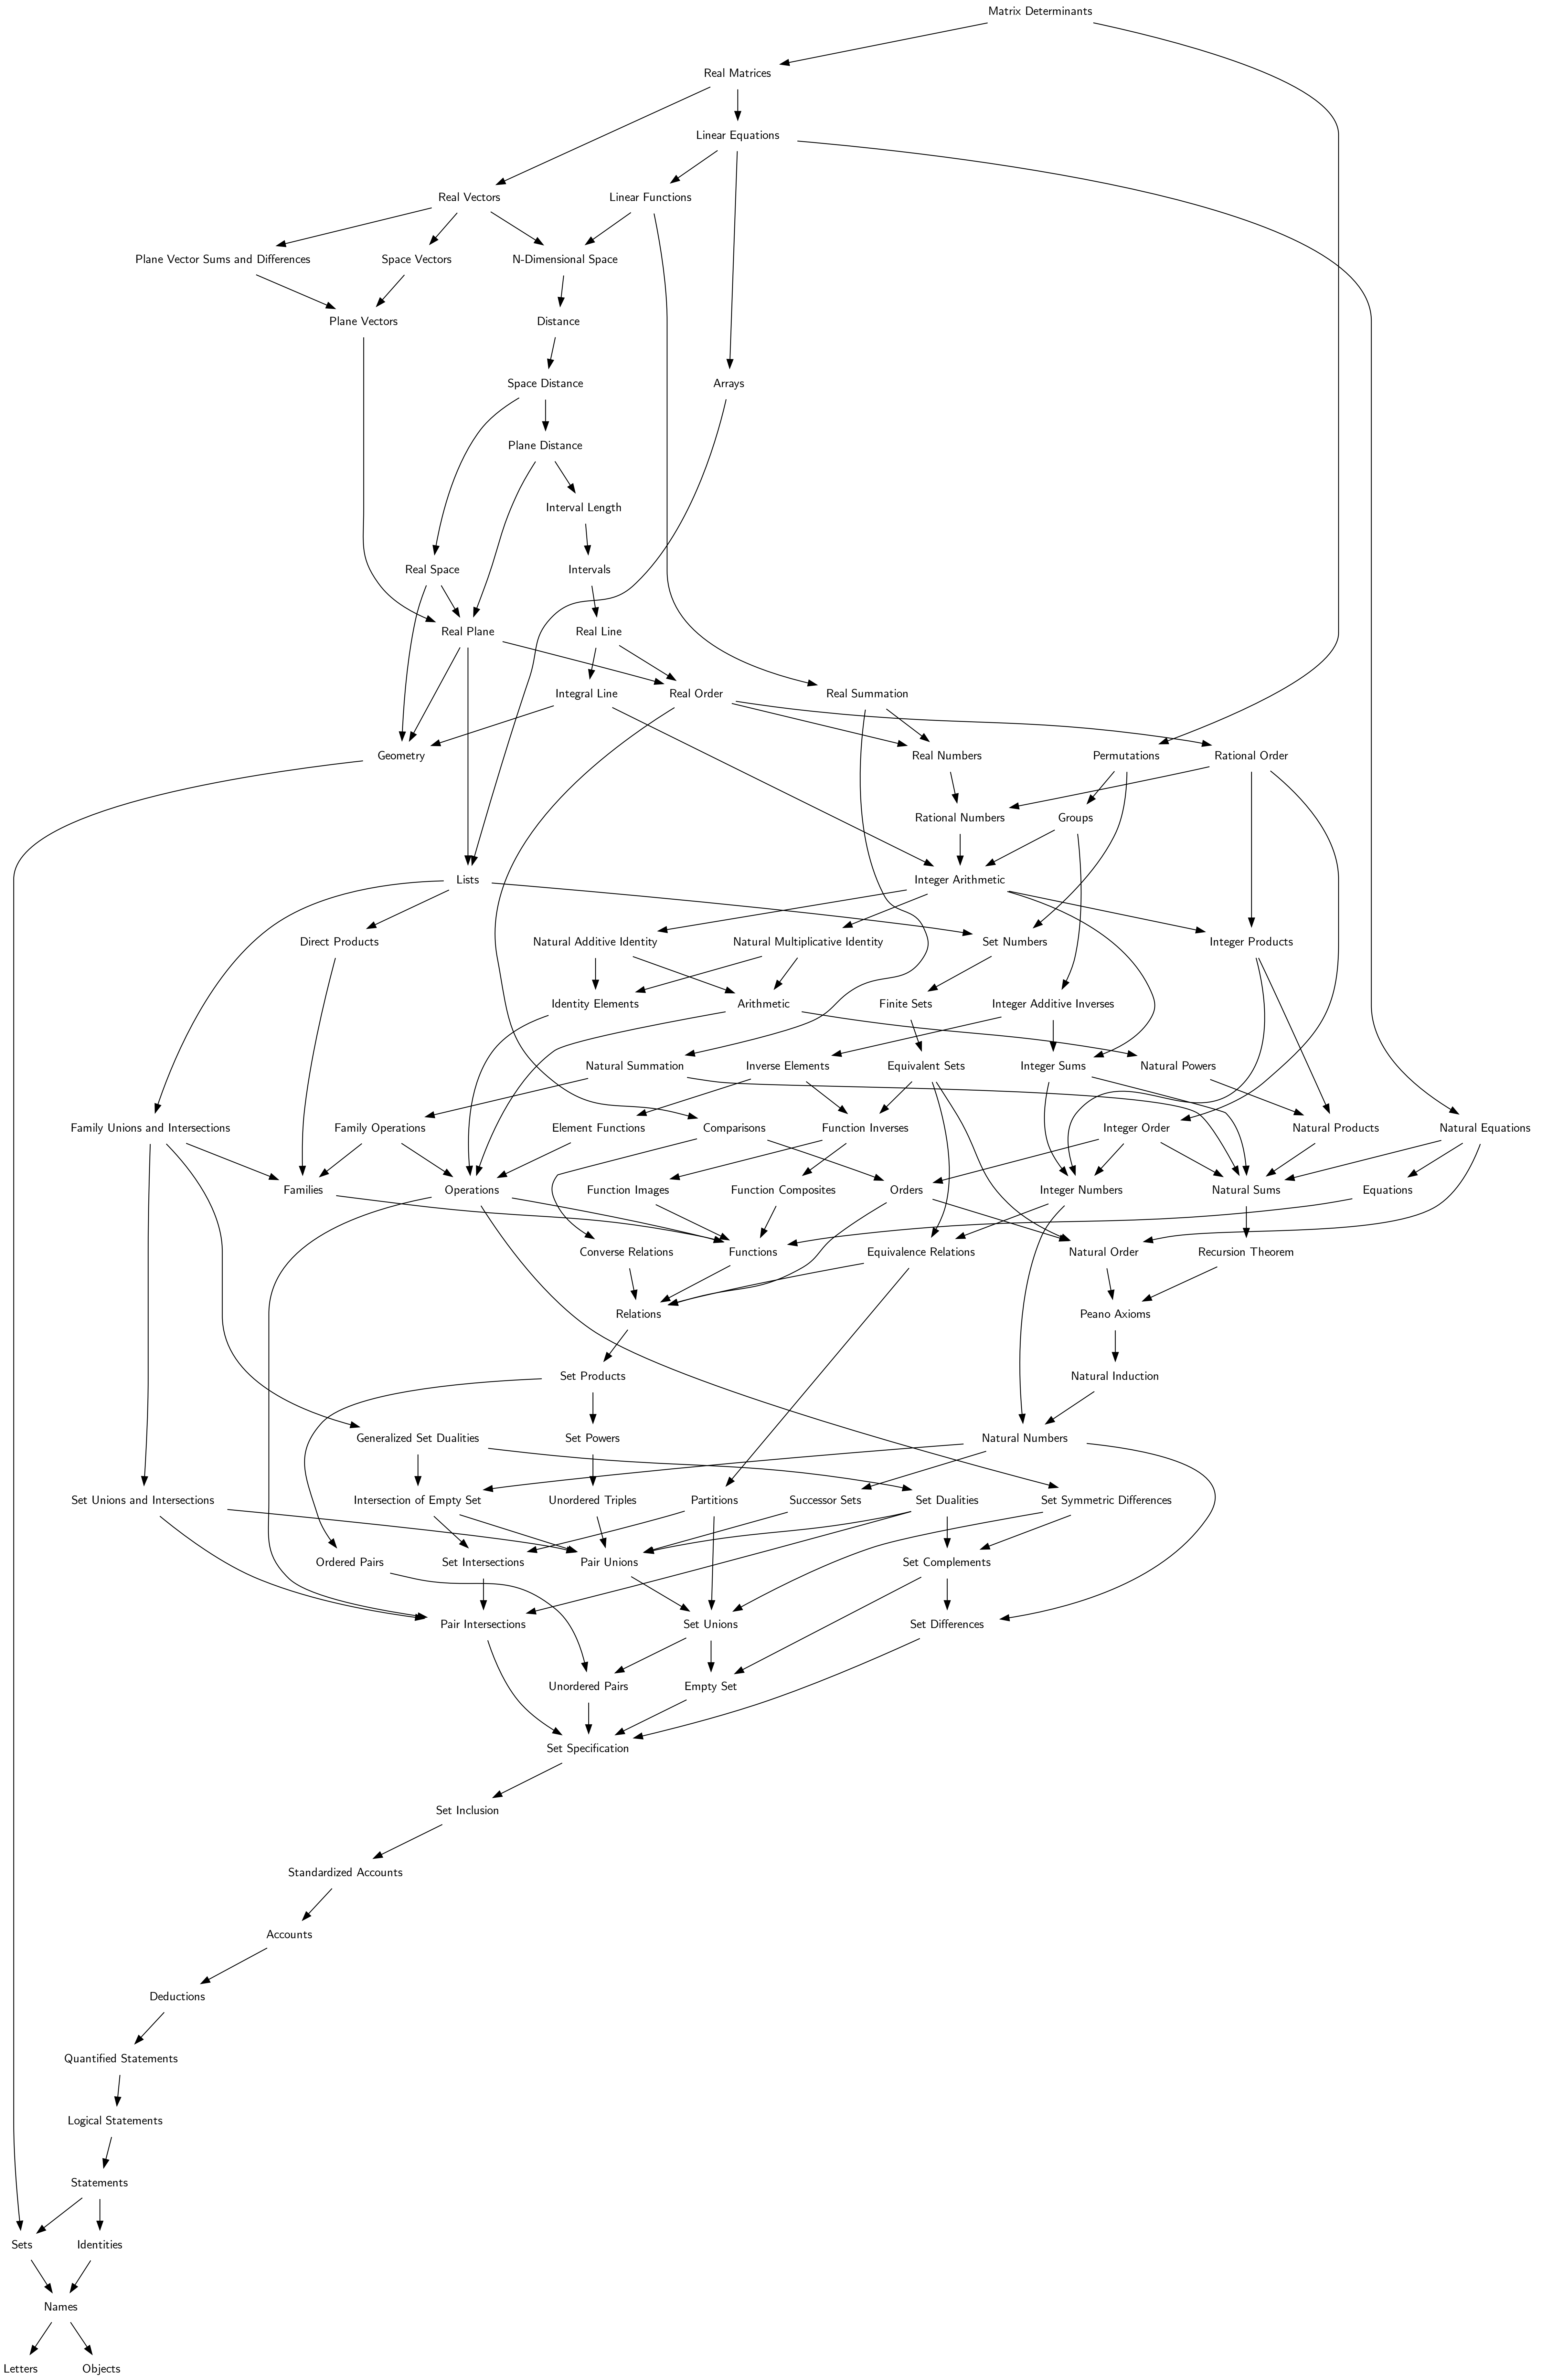 Matrix Determinants
Real Matrices
Linear Equations
Real Vectors
Linear Functions
Plane Vector Sums and Differences
Space Vectors
N-Dimensional Space
Plane Vectors
Distance
Space Distance
Arrays
Plane Distance
Interval Length
Real Space
Intervals
Real Plane
Real Line
Integral Line
Real Order
Real Summation
Geometry
Real Numbers
Permutations
Rational Order
Rational Numbers
Groups
Lists
Integer Arithmetic
Direct Products
Natural Additive Identity
Natural Multiplicative Identity
Set Numbers
Integer Products
Identity Elements
Arithmetic
Finite Sets
Integer Additive Inverses
Natural Summation
Inverse Elements
Equivalent Sets
Integer Sums
Natural Powers
Family Unions and Intersections
Family Operations
Element Functions
Comparisons
Function Inverses
Integer Order
Natural Products
Natural Equations
Families
Operations
Function Images
Function Composites
Orders
Integer Numbers
Natural Sums
Equations
Converse Relations
Functions
Equivalence Relations
Natural Order
Recursion Theorem
Relations
Peano Axioms
Set Products
Natural Induction
Generalized Set Dualities
Set Powers
Natural Numbers
Set Unions and Intersections
Intersection of Empty Set
Unordered Triples
Partitions
Successor Sets
Set Dualities
Set Symmetric Differences
Ordered Pairs
Set Intersections
Pair Unions
Set Complements
Pair Intersections
Set Unions
Set Differences
Unordered Pairs
Empty Set
Set Specification
Set Inclusion
Standardized Accounts
Accounts
Deductions
Quantified Statements
Logical Statements
Statements
Sets
Identities
Names
Letters
Objects